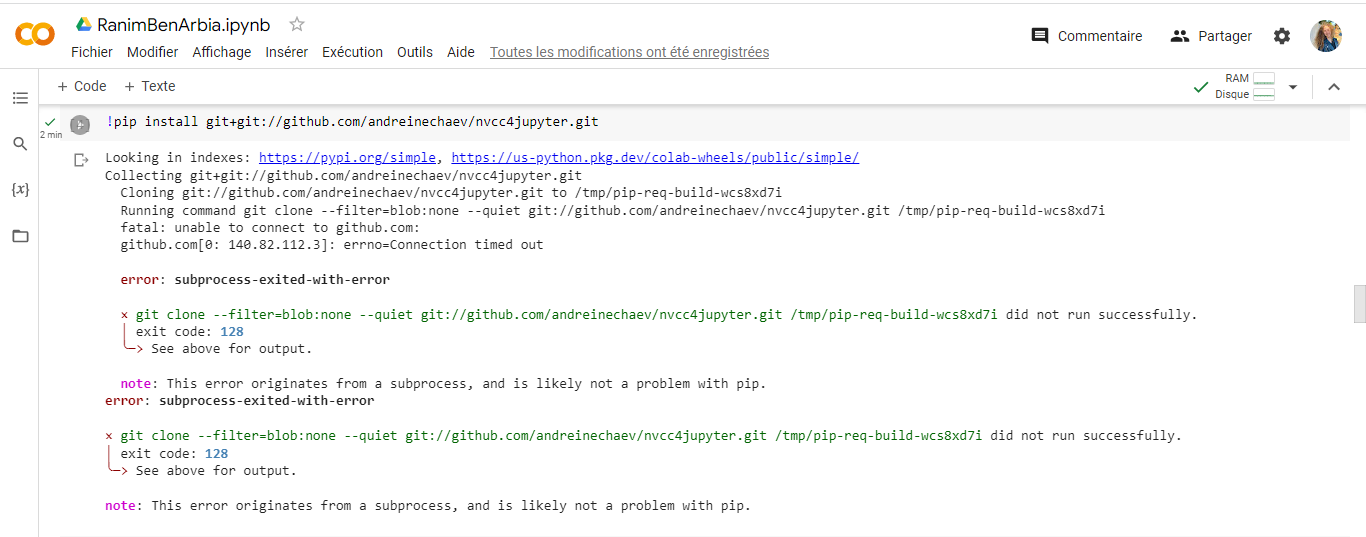 RanimBenArbia.ipynb
Fichier Modifier Affichage Insérer Exécution Outils Aide Toutes les modifications ont été enregistrées
Commentaire Partager
+ Code + Texte
RAM
Disque
2 min
!pip install git+git://github.com/andreinechaev/nvcc4jupyter.git
Looking in indexes: https://pypi.org/simple, https://us-python.pkg.dev/colab-wheels/public/simple/
Collecting git+git://github.com/andreinechaev/nvcc4jupyter.git
Cloning git://github.com/andreinechaev/nvcc4jupyter.git to /tmp/pip-req-build-wcs8xd7i
Running command git clone --filter=blob:none --quiet git://github.com/andreinechaev/nvcc4jupyter.git /tmp/pip-req-build-wcs8xd7i
fatal: unable to connect to github.com:
github.com[0: 140.82.112.3]: errno=Connection timed out
error: subprocess-exited-with-error
× git clone --filter=blob:none --quiet git://github.com/andreinechaev/nvcc4jupyter.git /tmp/pip-req-build-wcs8xd7i did not run successfully.
│ exit code: 128
╰─> See above for output.
note: This error originates from a subprocess, and is likely not a problem with pip.
error: subprocess-exited-with-error
× git clone --filter=blob:none --quiet git://github.com/andreinechaev/nvcc4jupyter.git /tmp/pip-req-build-wcs8xd7i did not run successfully.
│ exit code: 128
╰─> See above for output.
note: This error originates from a subprocess, and is likely not a problem with pip.